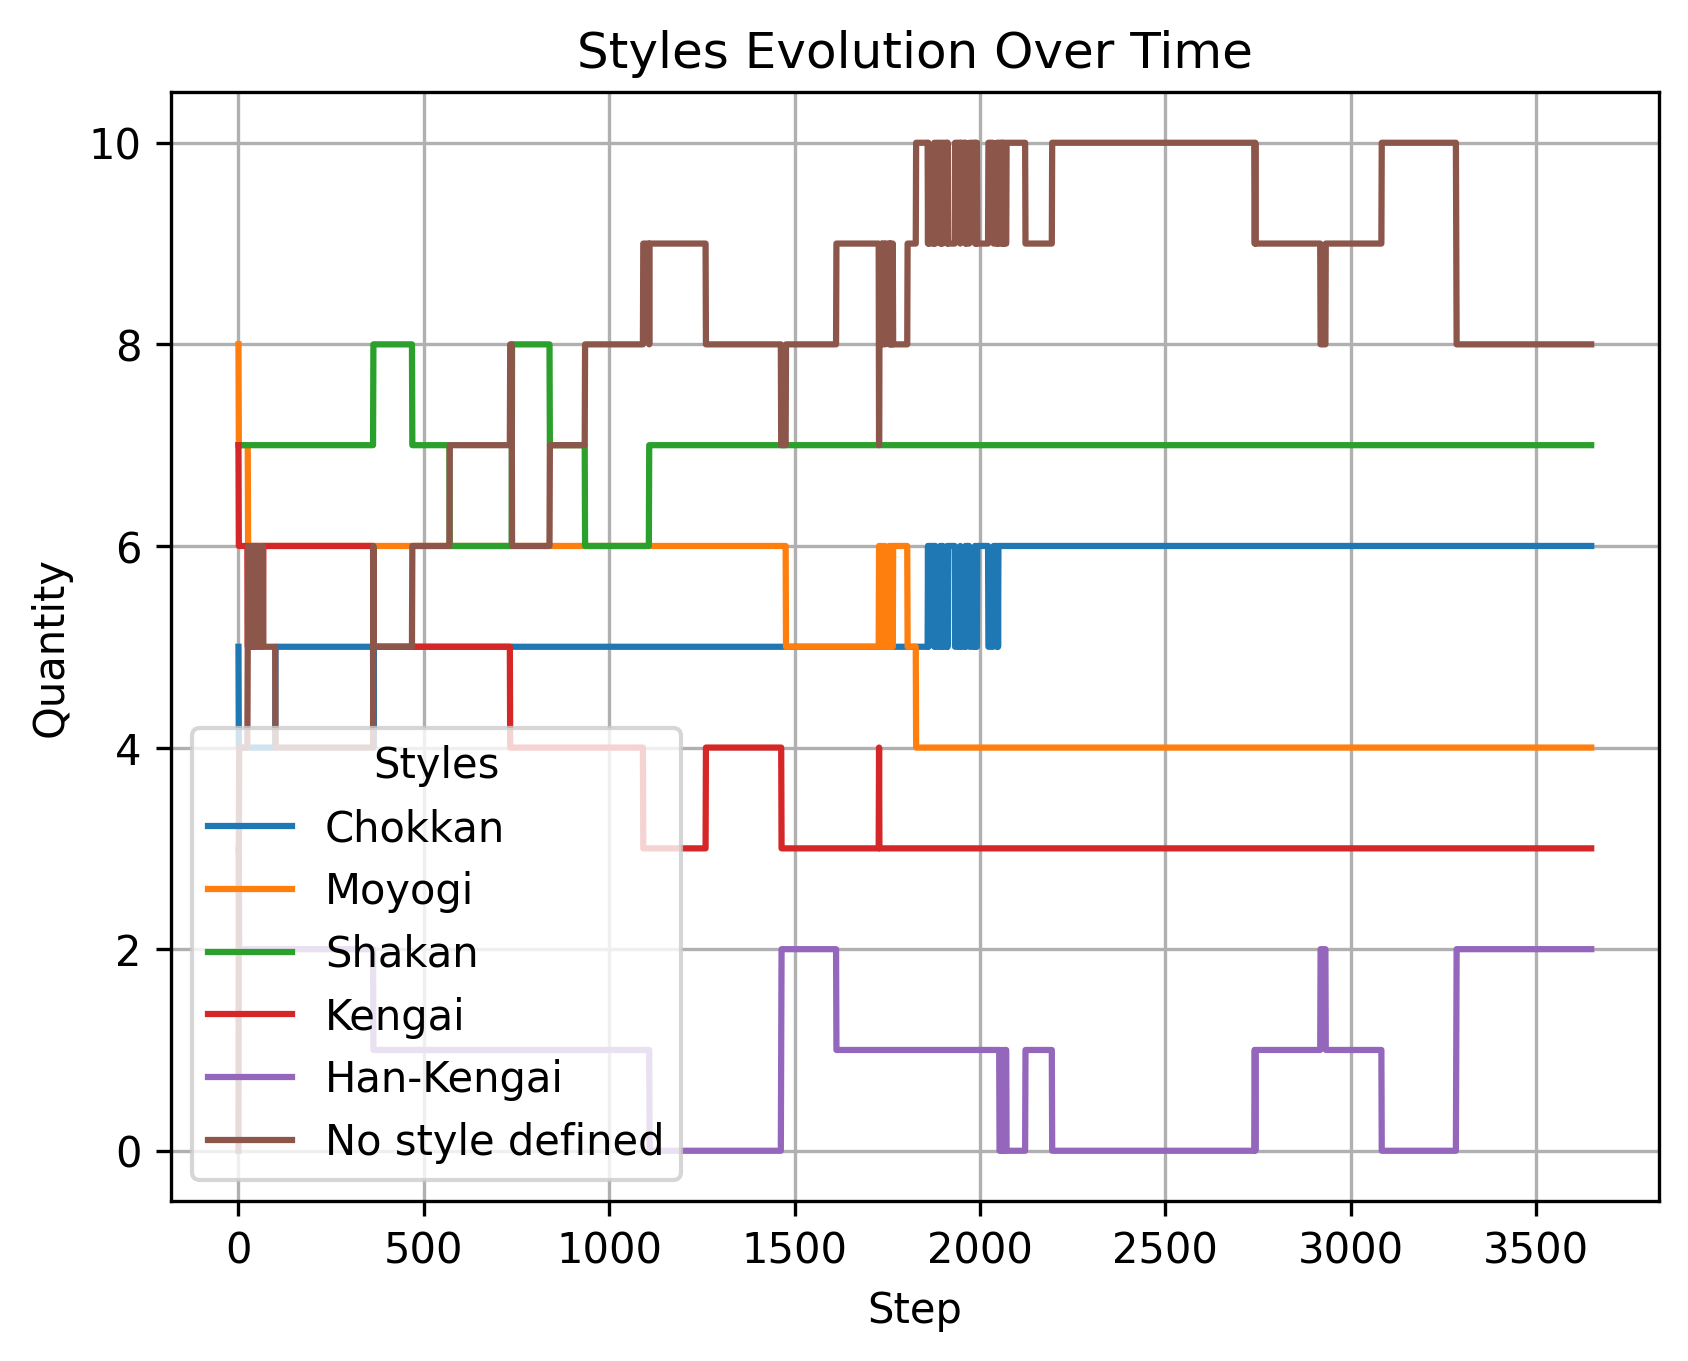 Styles Evolution Over Time
10
8
6
4
2
0
Quantity
Styles
Chokkan
Moyogi
Shakan
Kengai
Han-Kengai
No style defined
0 500 1000 1500 2000 2500 3000 3500
Step